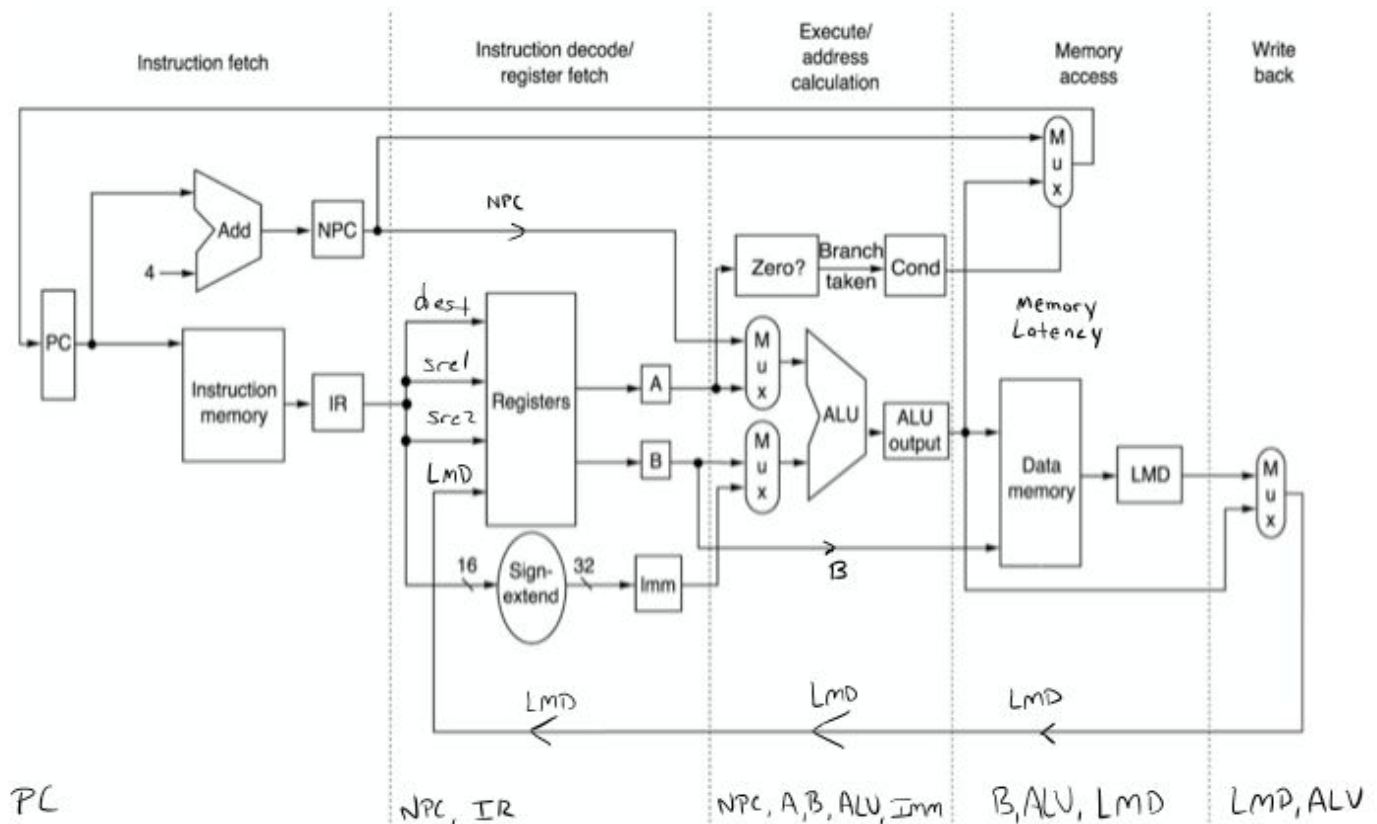 Instruction fetch
Instruction decode/
register fetch
Execute/
address
calculation
Memory
access
Write
back
M
u
x
NPC
Add
NPC
4
Zero?
Branch
taken
Cond
PC
dest
Memory
Latency
M
u
x
Instruction
memory
IR
src1
src2
LMD
Registers
A
B
ALU
ALU
output
M
u
x
Data
memory
LMD
M
u
x
B
16
Sign-
extend
32
Imm
LMD
LMD
LMD
PC
NPC, IR
NPC, A,B, ALU, Imm
B,ALU, LMD
LMD, ALU